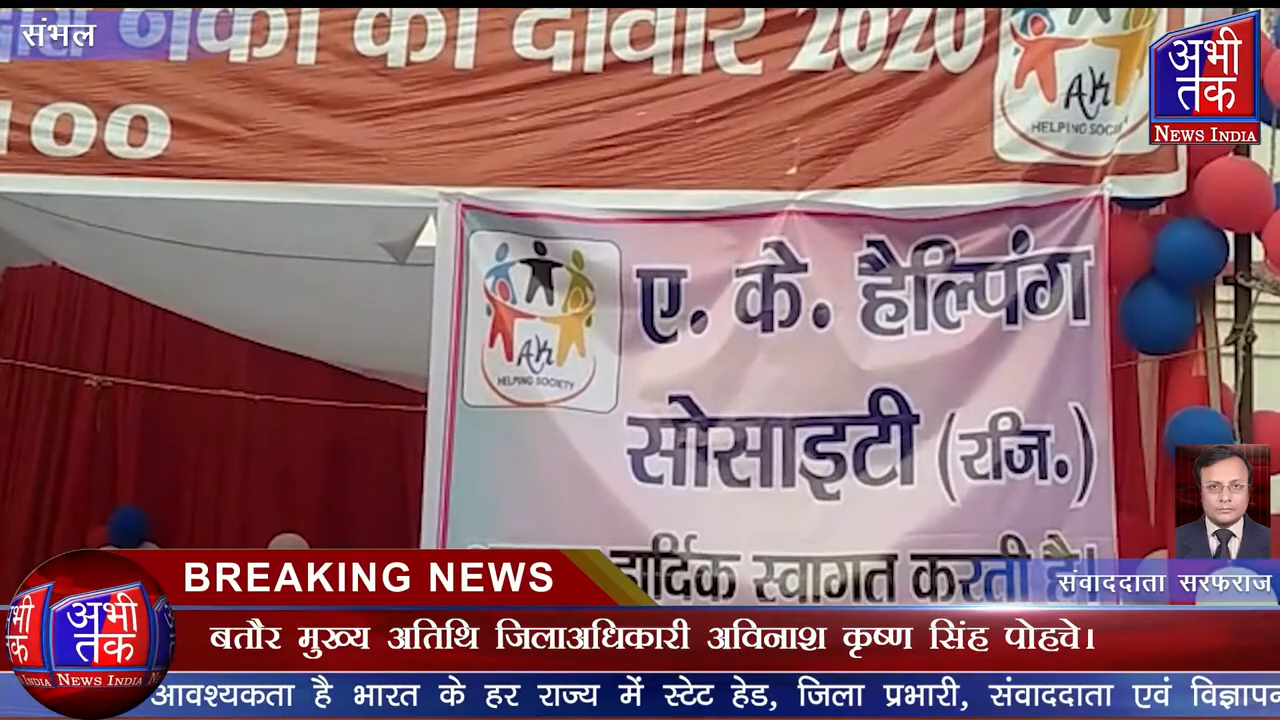 संभल
की दीवार 2020
100
AK
HELPING SOCIETY
अभी
तक
NEWS INDIA
AK
HELPING SOCIETY
ए. के. हैल्पिंग
सोसाइटी (रजि.)
हार्दिक स्वागत करती है।
संवाददाता सरफराज
BREAKING NEWS
अभी
तक
NEWS INDIA
बतौर मुख्य अतिथि जिलाअधिकारी अविनाश कृष्ण सिंह पोहचे।
आवश्यकता है भारत के हर राज्य में स्टेट हेड, जिला प्रभारी, संवाददाता एवं विज्ञापन